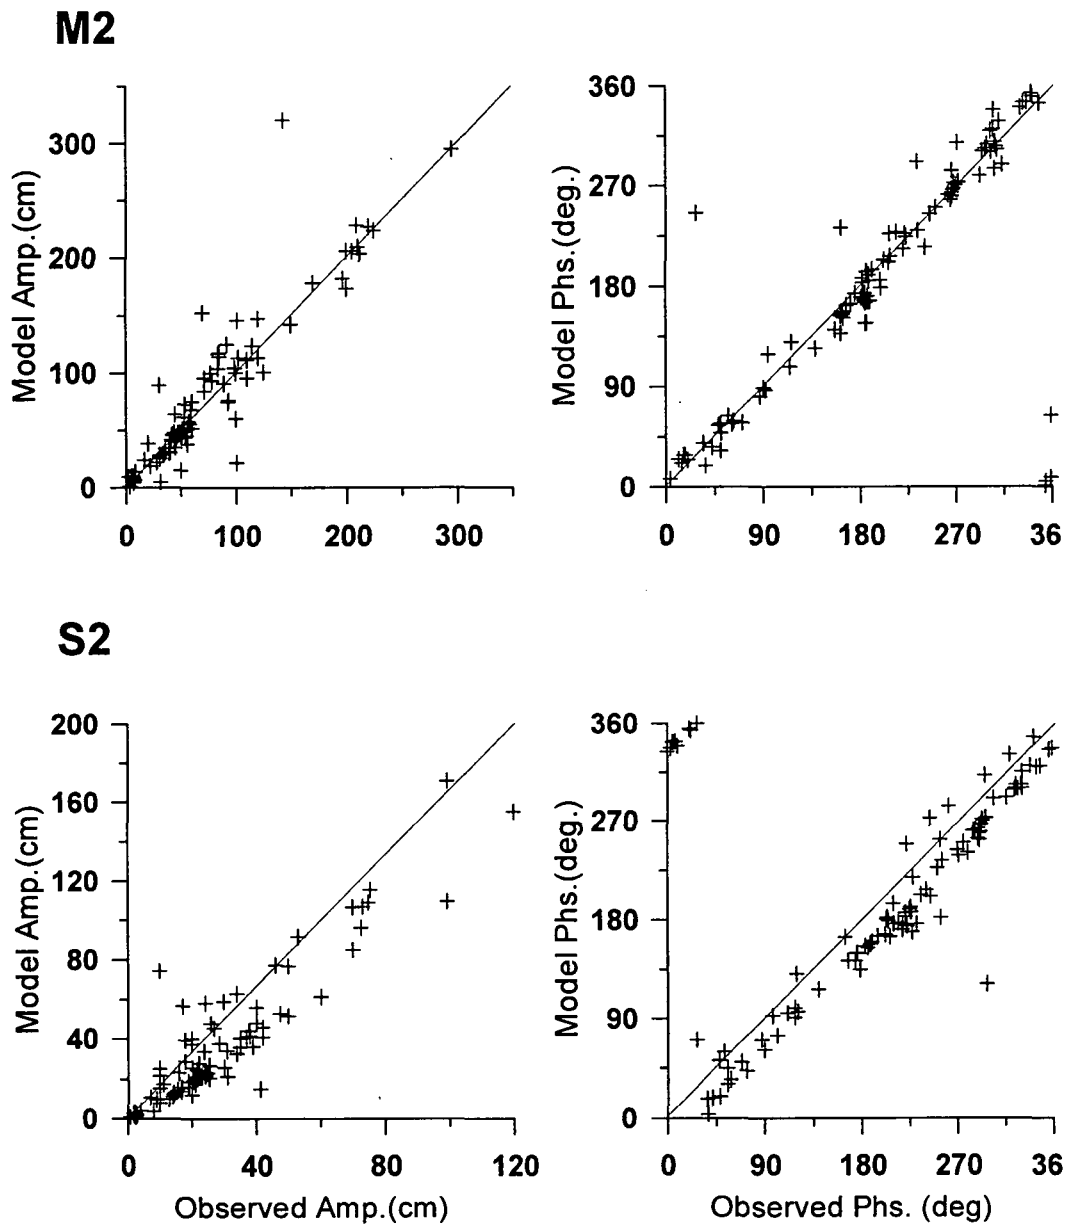 M2
Model Amp.(cm)
300
200
100
0
0 100 200 300
Model Phs.(deg.)
360
270
180
90
0
0 90 180 270 36
S2
Model Amp.(cm)
200
160
120
80
40
0
0 40 80 120
Observed Amp.(cm)
Model Phs.(deg.)
360
270
180
90
0
0 90 180 270 36
Observed Phs. (deg)